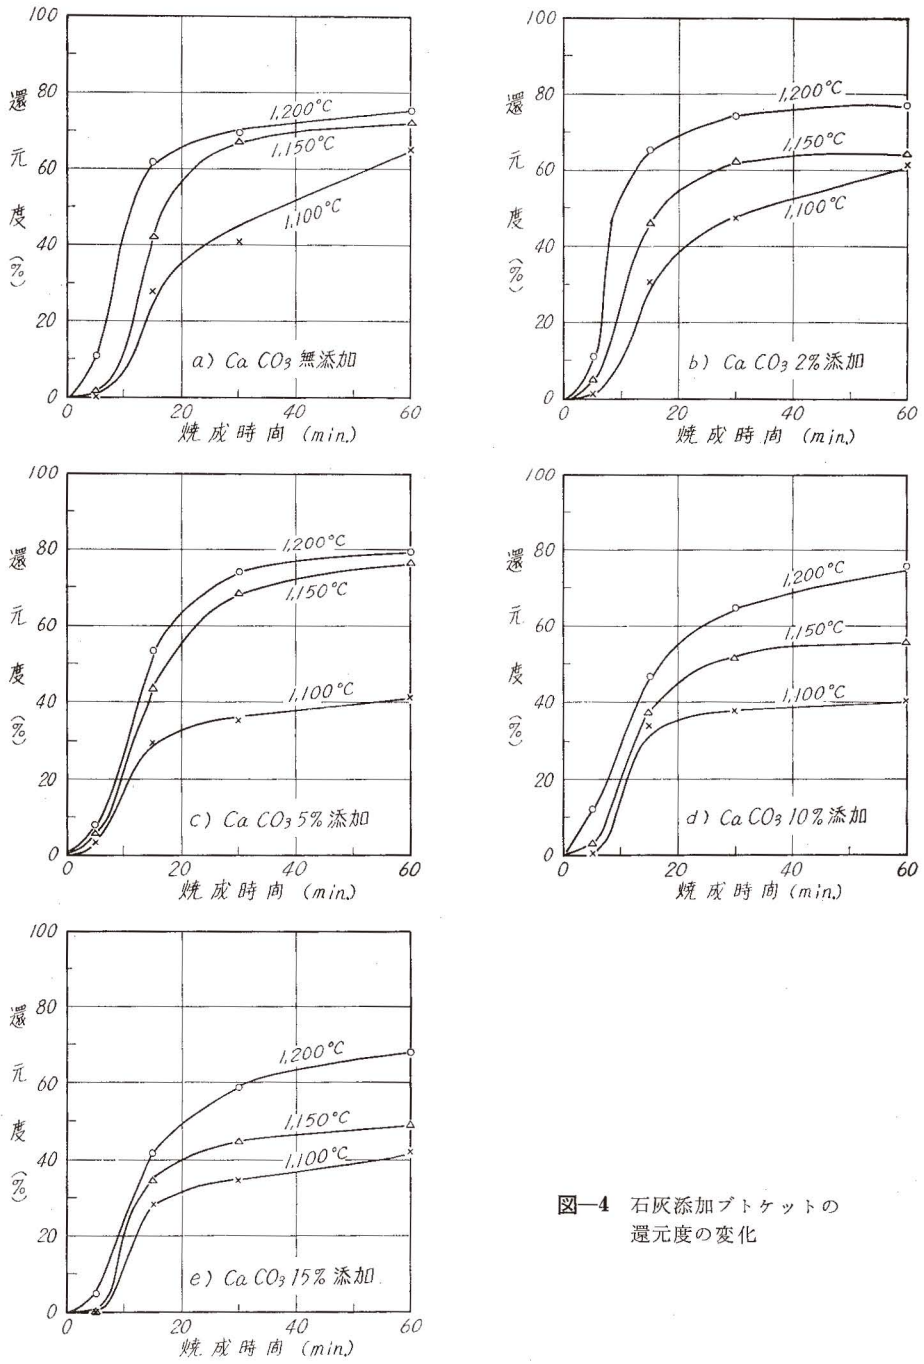 100
80
60
40
20
0
還元度(%)
1,200°C
1,150°C
1,100°C
a) CaCO3 無添加
0 20 40 60
焼成時間 (min.)
100
80
60
40
20
0
還元度(%)
1,200°C
1,150°C
1,100°C
b) CaCO3 2%添加
0 20 40 60
焼成時間 (min.)
100
80
60
40
20
0
還元度(%)
1,200°C
1,150°C
1,100°C
c) CaCO3 5%添加
0 20 40 60
焼成時間 (min.)
100
80
60
40
20
0
還元度(%)
1,200°C
1,150°C
1,100°C
d) CaCO3 10%添加
0 20 40 60
焼成時間 (min.)
100
80
60
40
20
0
還元度(%)
1,200°C
1,150°C
1,100°C
e) CaCO3 15%添加
0 20 40 60
焼成時間 (min.)
図—4 石灰添加ブトケットの
還元度の変化